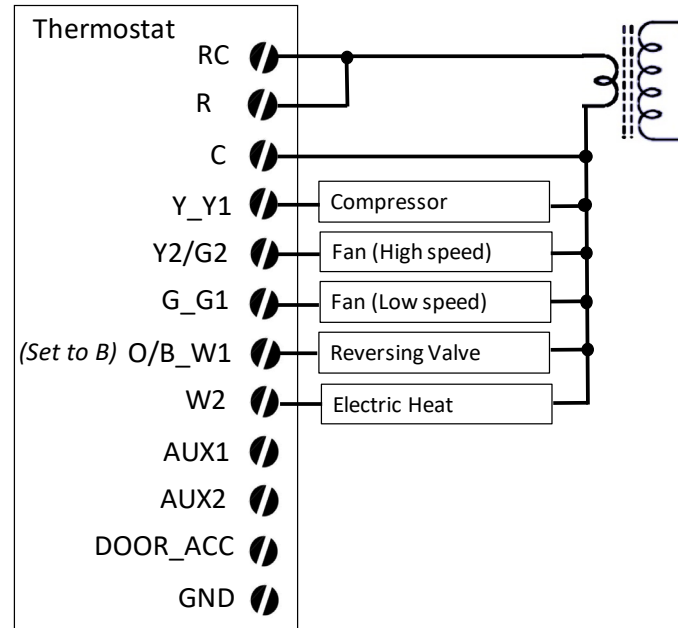 Thermostat
RC
R
C
Y_Y1 Compressor
Y2/G2 Fan (High speed)
G_G1 Fan (Low speed)
(Set to B) O/B_W1 Reversing Valve
W2 Electric Heat
AUX1
AUX2
DOOR_ACC
GND